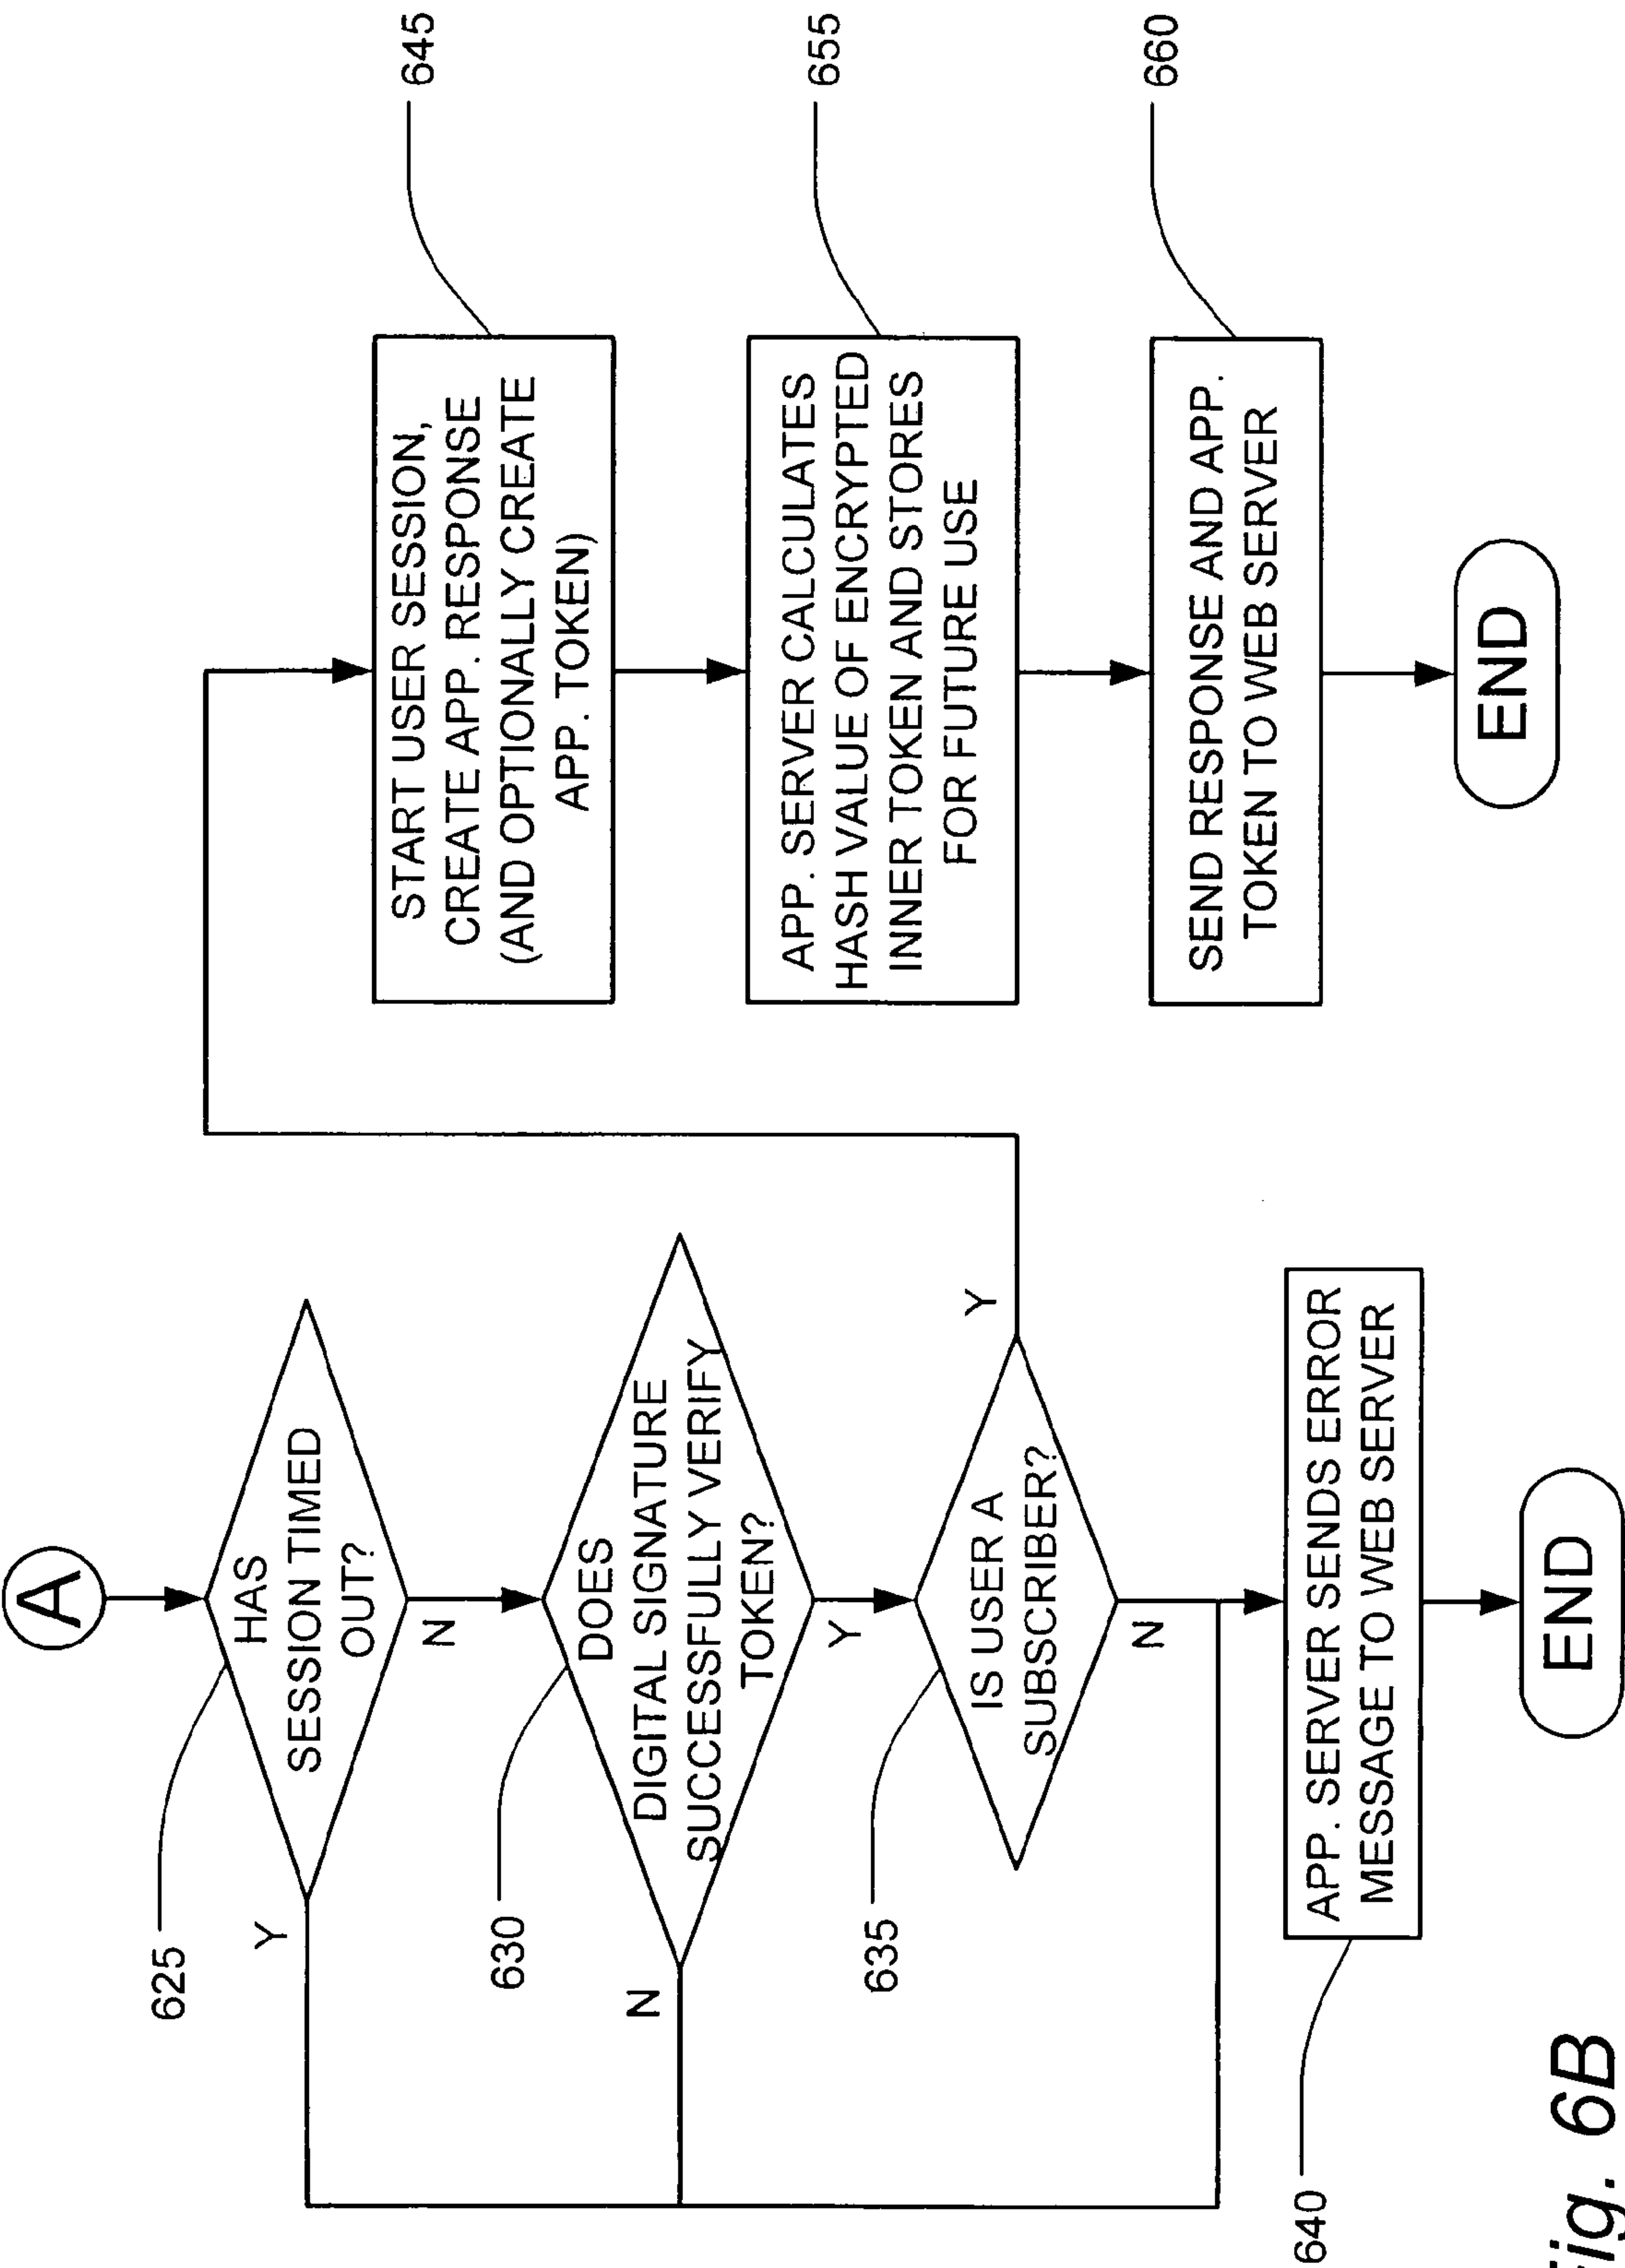 A
HAS
SESSION TIMED
OUT?
625
Y
N
DOES
DIGITAL SIGNATURE
SUCCESSFULLY VERIFY
TOKEN?
630
N
Y
IS USER A
SUBSCRIBER?
635
Y
N
APP. SERVER SENDS ERROR
MESSAGE TO WEB SERVER
640
END
START USER SESSION,
CREATE APP. RESPONSE
(AND OPTIONALLY CREATE
APP. TOKEN)
645
APP. SERVER CALCULATES
HASH VALUE OF ENCRYPTED
INNER TOKEN AND STORES
FOR FUTURE USE
655
SEND RESPONSE AND APP.
TOKEN TO WEB SERVER
660
END
ig. 6B